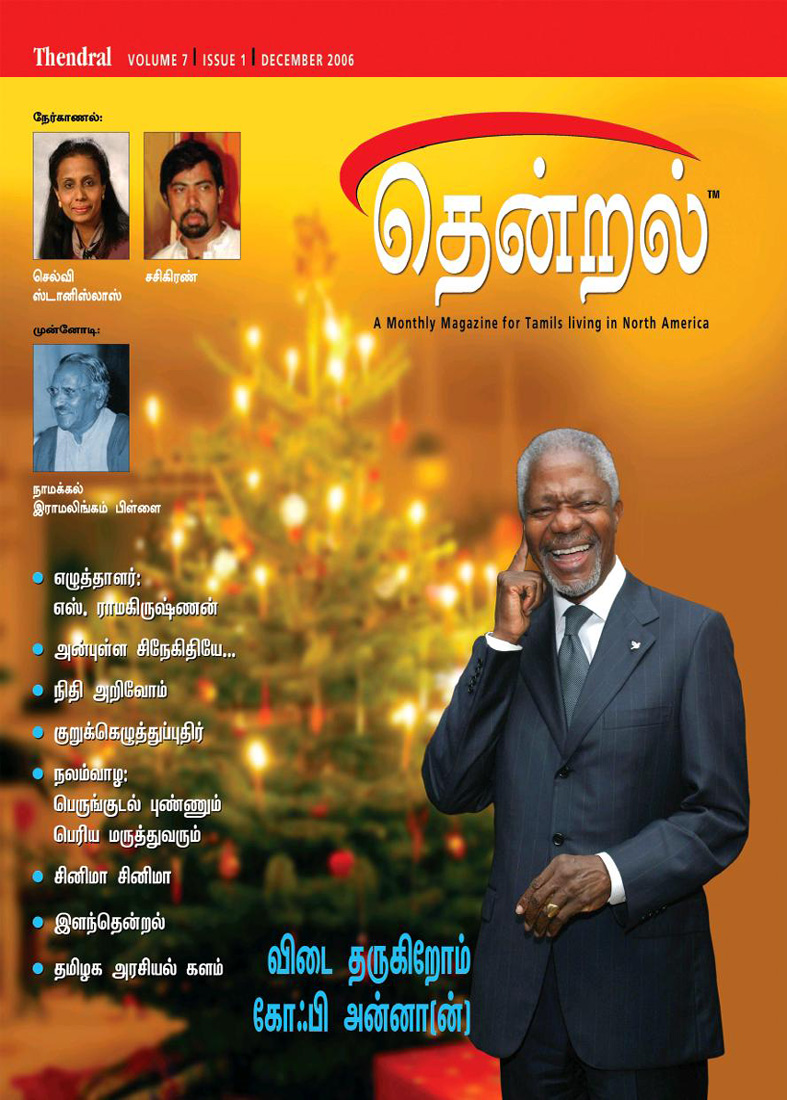 Thendral VOLUME 7 | ISSUE 1 | DECEMBER 2006
நேர்காணல்:
செல்வி
ஸ்டானிஸ்லாஸ்
சசிகிரண்
தென்றல்™
A Monthly Magazine for Tamils living in North America
முன்னோடி:
நாமக்கல்
இராமலிங்கம் பிள்ளை
• எழுத்தாளர்:
எஸ். ராமகிருஷ்ணன்
• அன்புள்ள சிநேகிதியே...
• நிதி அறிவோம்
• குறுக்கெழுத்துப்புதிர்
• நலம்வாழ:
பெருங்குடல் புண்ணும்
பெரிய மருத்துவரும்
• சினிமா சினிமா
• இளந்தென்றல்
• தமிழக அரசியல் களம்
விடை தருகிறோம்
கோஃபி அன்னா(ன்)